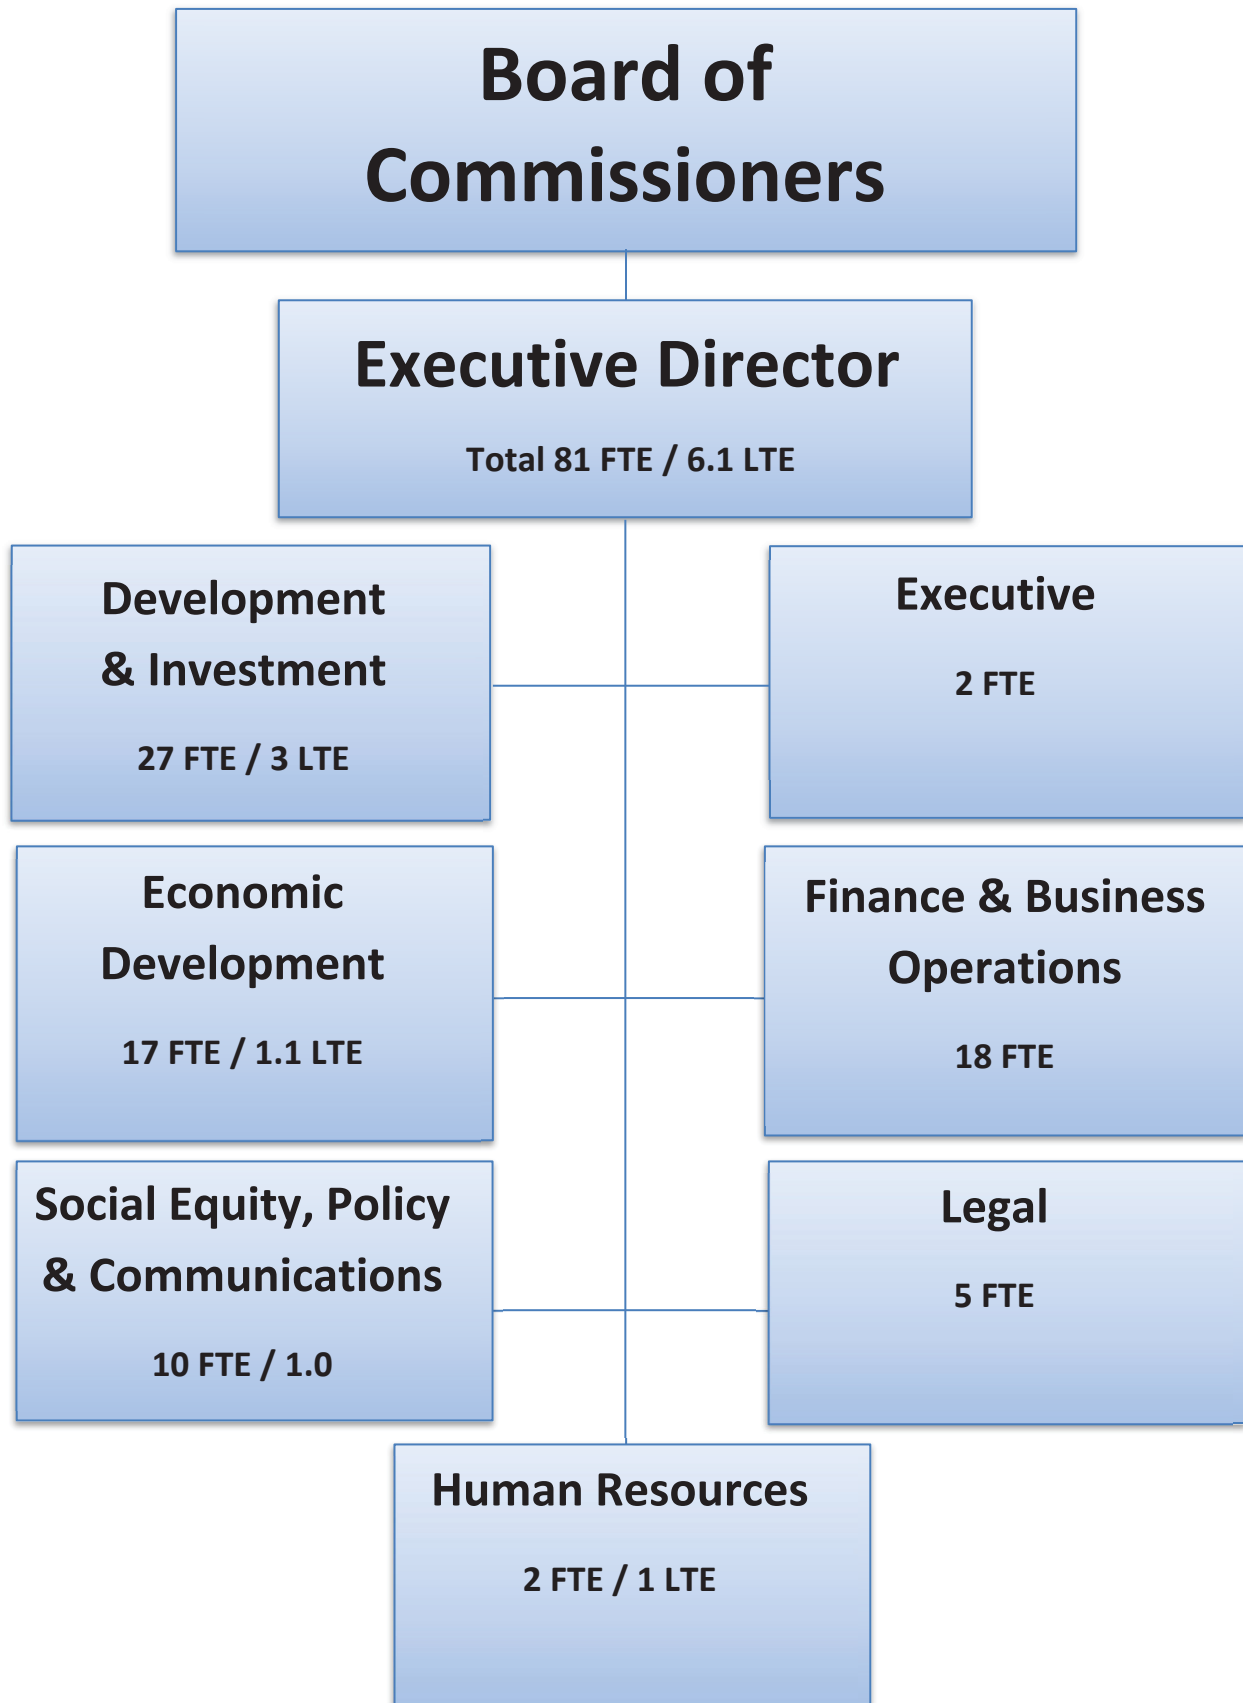 Board of
Commissioners
Executive Director
Total 81 FTE / 6.1 LTE
Development
& Investment
27 FTE / 3 LTE
Executive
2 FTE
Economic
Development
17 FTE / 1.1 LTE
Finance & Business
Operations
18 FTE
Social Equity, Policy
& Communications
10 FTE / 1.0
Legal
5 FTE
Human Resources
2 FTE / 1 LTE